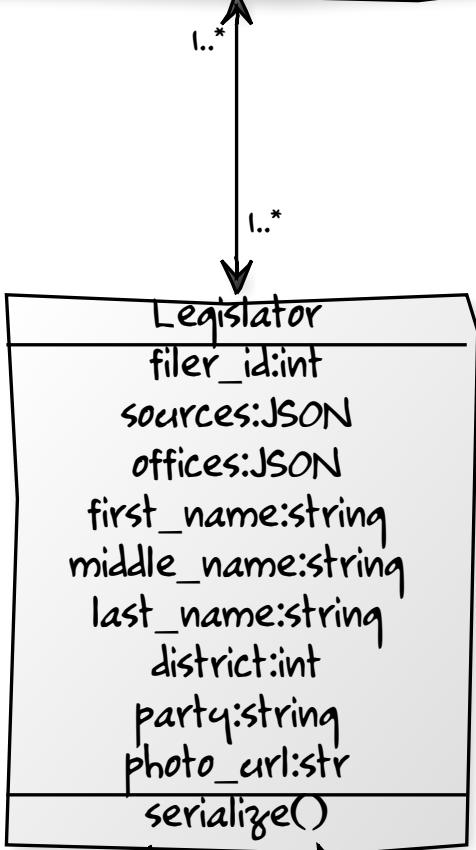 1..*
1..*
Legislator
filer_id:int
sources:JSON
offices:JSON
first_name:string
middle_name:string
last_name:string
district:int
party:string
photo_url:str
serialize()